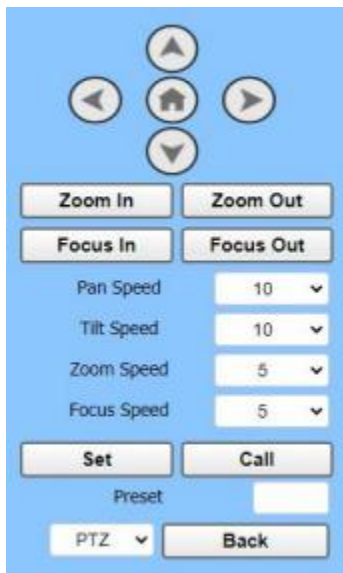 Zoom In Zoom Out
Focus In Focus Out
Pan Speed 10
Tilt Speed 10
Zoom Speed 5
Focus Speed 5
Set Call
Preset
PTZ Back